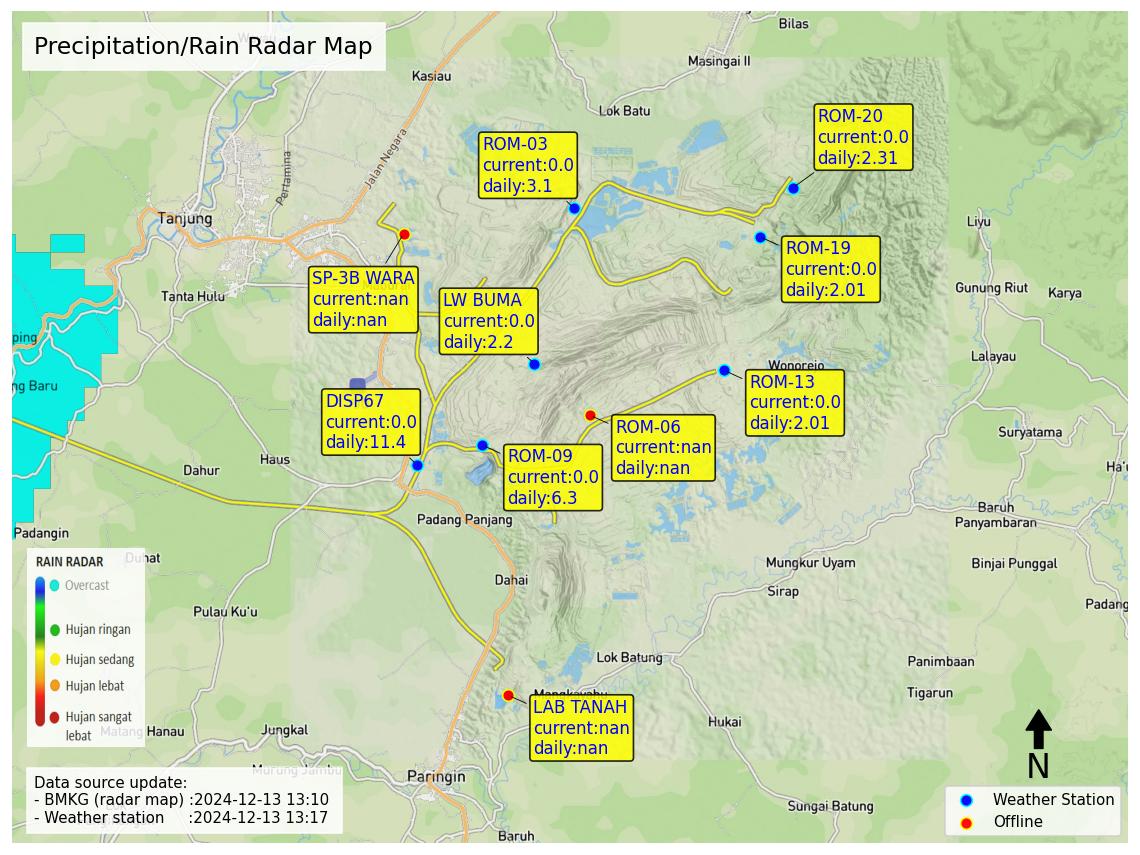 Precipitation/Rain Radar Map
Bilas
Masingai II
Kasiau
Lok Batu
Jalan Negara
Pertamina
Tanjung
Tanta Hulu
ROM-03
current:0.0
daily:3.1
ROM-20
current:0.0
daily:2.31
ROM-19
current:0.0
daily:2.01
SP-3B WARA
current:nan
daily:nan
LW BUMA
current:0.0
daily:2.2
Liyu
Gunung Riut
Karya
Lalayau
Wonorejo
ROM-13
current:0.0
daily:2.01
DISP67
current:0.0
daily:11.4
ROM-06
current:nan
daily:nan
ROM-09
current:0.0
daily:6.3
ping
ng Baru
Suryatama
Ha'u
Haus
Dahur
Padang Panjang
Baruh
Panyambaran
Padangin
Binjai Punggal
Mungkur Uyam
Sirap
Padang
Dahai
Duhat
Pulau Ku'u
RAIN RADAR
Overcast
Hujan ringan
Hujan sedang
Hujan lebat
Hujan sangat
lebat
Lok Batung
Panimbaan
Tigarun
Mangkayahu
LAB TANAH
current:nan
daily:nan
Hukai
Matang Hanau
Jungkal
Murung Jambu
Paringin
Sungai Batung
Baruh
Data source update:
- BMKG (radar map) :2024-12-13 13:10
- Weather station :2024-12-13 13:17
N
Weather Station
Offline